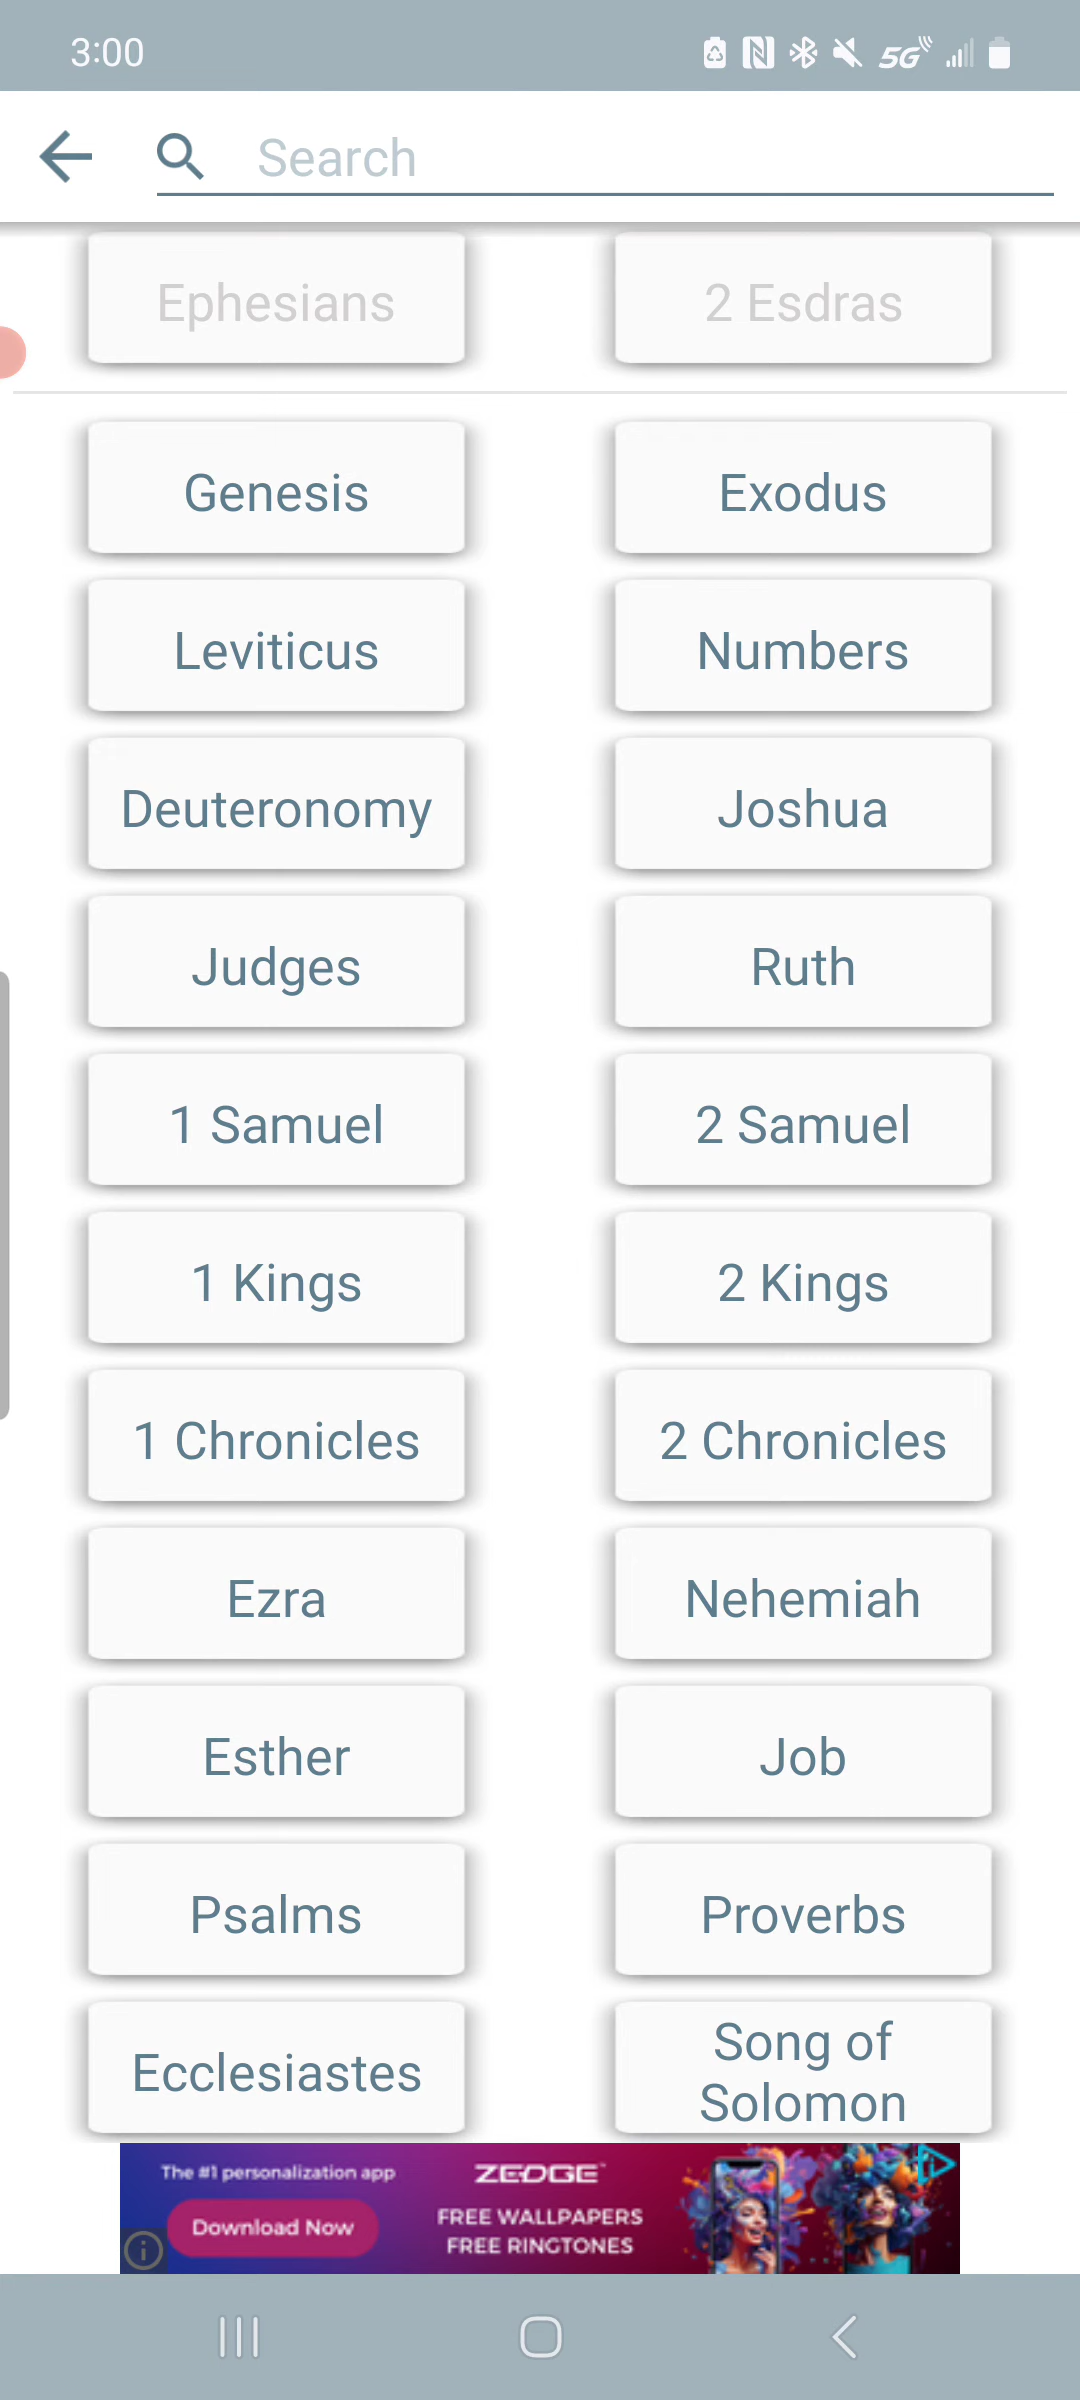 3:00
5G
Search
Ephesians
2 Esdras
Genesis
Exodus
Leviticus
Numbers
Deuteronomy
Joshua
Judges
Ruth
1 Samuel
2 Samuel
1 Kings
2 Kings
1 Chronicles
2 Chronicles
Ezra
Nehemiah
Esther
Job
Psalms
Proverbs
Ecclesiastes
Song of
Solomon
The #1 personalization app
Download Now
ZEDGE™
FREE WALLPAPERS
FREE RINGTONES